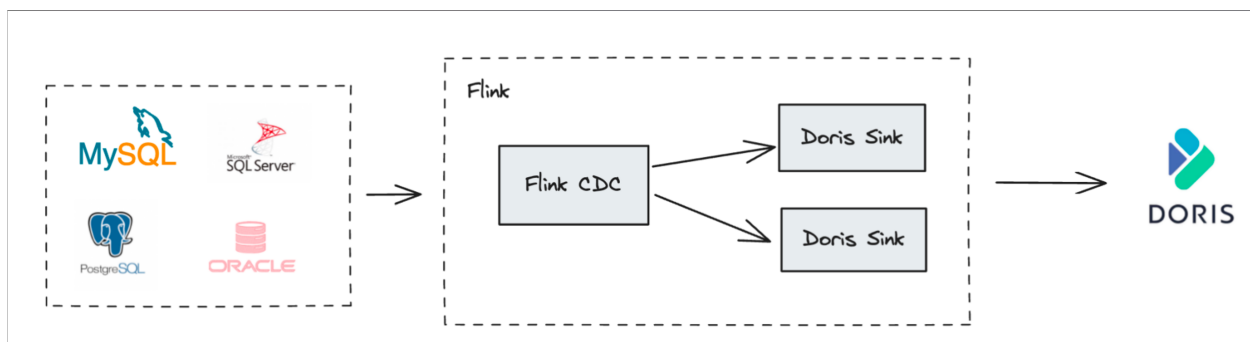 MySQL
Microsoft
SQL Server
PostgreSQL
ORACLE
Flink
Flink CDC
Doris Sink
Doris Sink
DORIS